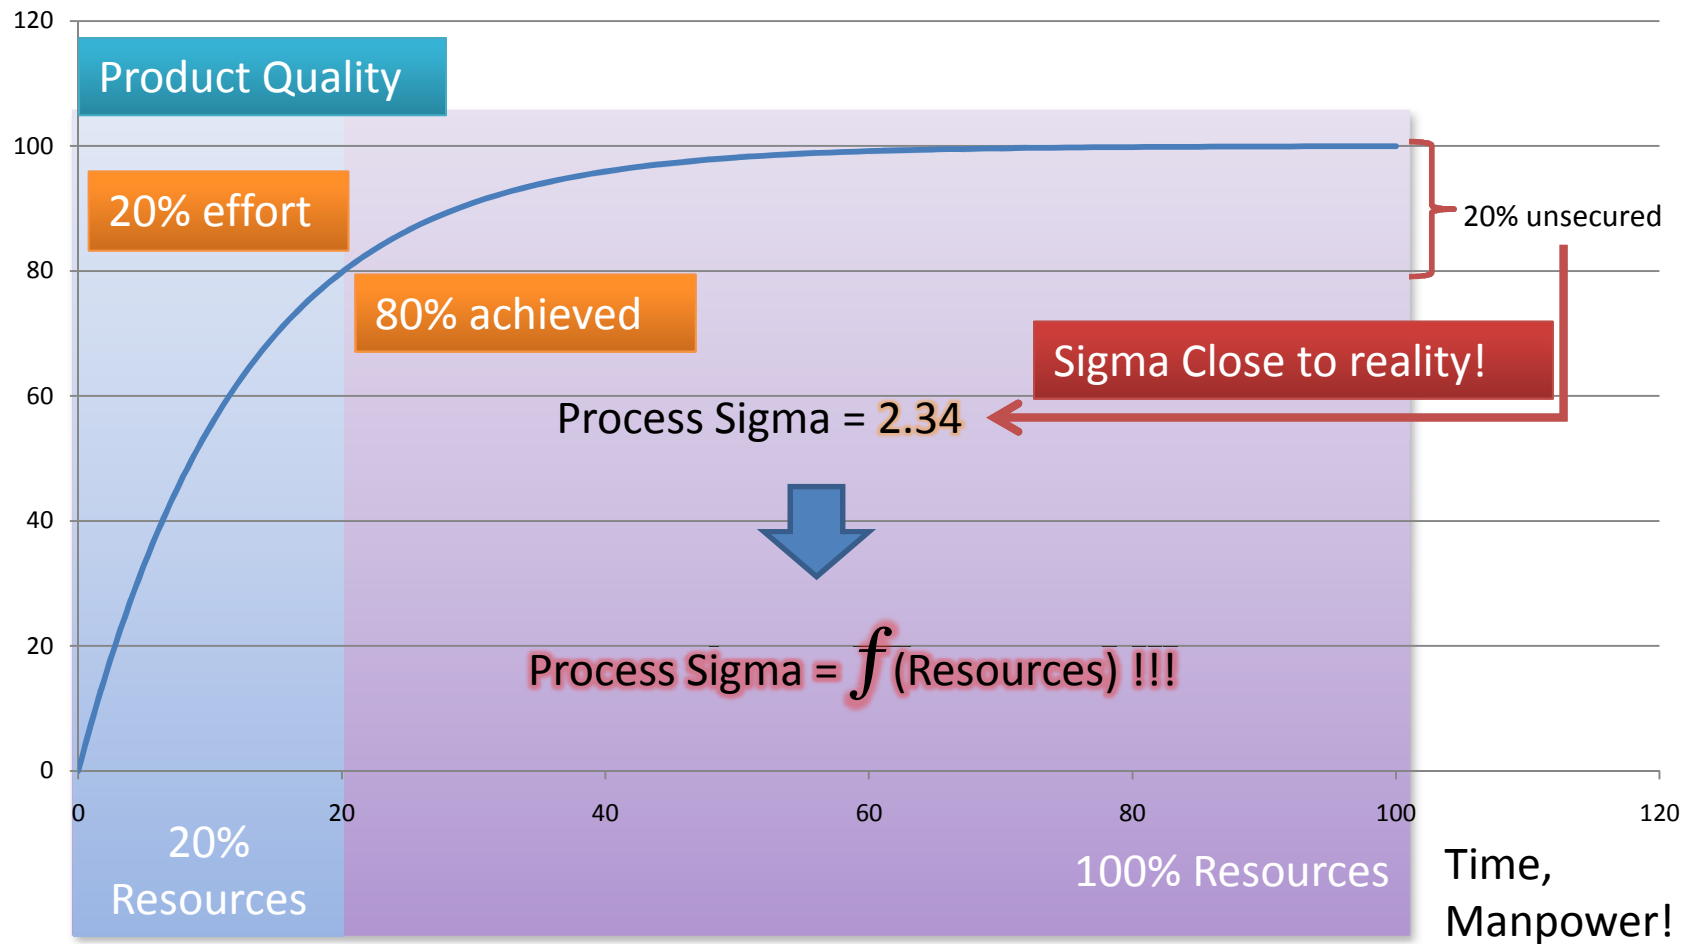 120
Product Quality
100
20% effort
20% unsecured
80
80% achieved
Sigma Close to reality!
60
Process Sigma = 2.34
40
20
Process Sigma = f (Resources) !!!
0
0 20 40 60 80 100 120
20%
Resources
100% Resources
Time,
Manpower!